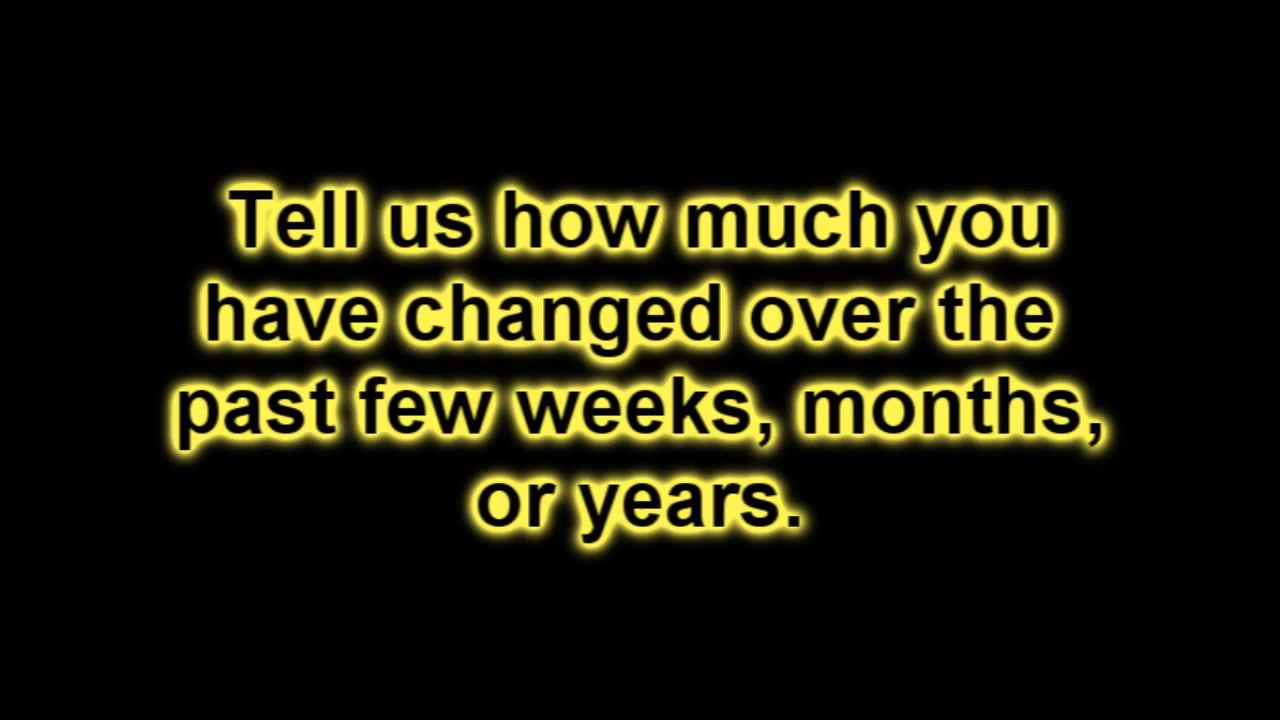 Tell us how much you
have changed over the
past few weeks, months,
or years.